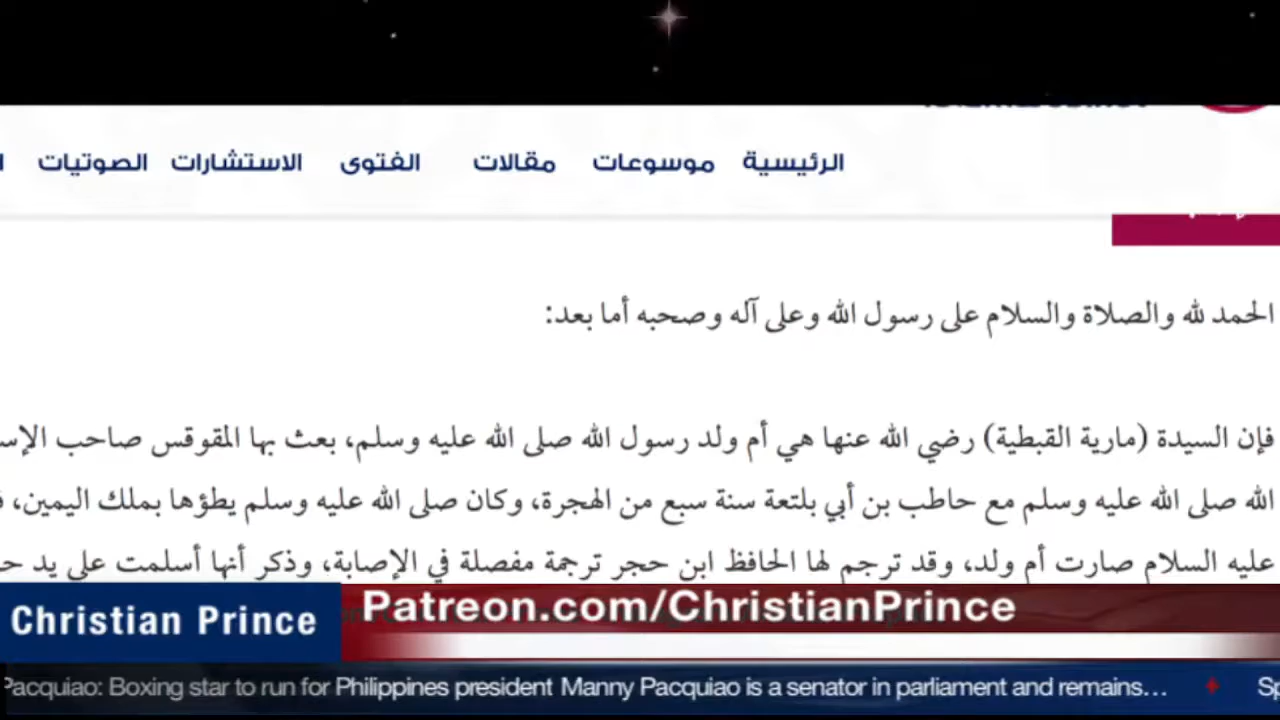 الرئيسية موسوعات مقالات الفتوى الاستشارات الصوتيات
الحمد لله والصلاة والسلام على رسول الله وعلى آله وصحبه أما بعد:
فإن السيدة (مارية القبطية) رضي الله عنها هي أم ولد رسول الله صلى الله عليه وسلم، بعث بها المقوقس صاحب
الله صلى الله عليه وسلم مع حاطب بن أبي بلتعة سنة سبع من الهجرة، وكان صلى الله عليه وسلم يطؤها بملك اليمين،
عليه السلام صارت أم ولد، وقد ترجم لها الحافظ ابن حجر ترجمة مفصلة في الإصابة، وذكر أنها أسلمت على يد
Christian Prince
Patreon.com/ChristianPrince
Pacquiao: Boxing star to run for Philippines president Manny Pacquiao is a senator in parliament and remains... Sp